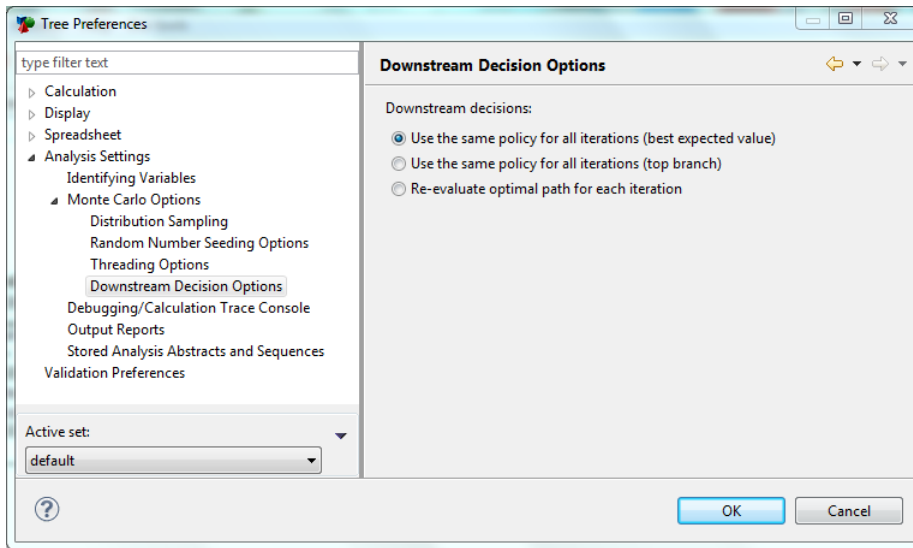 Tree Preferences
type filter text
Calculation
Display
Spreadsheet
Analysis Settings
Identifying Variables
Monte Carlo Options
Distribution Sampling
Random Number Seeding Options
Threading Options
Downstream Decision Options
Debugging/Calculation Trace Console
Output Reports
Stored Analysis Abstracts and Sequences
Validation Preferences
Active set:
default
Downstream Decision Options
Downstream decisions:
Use the same policy for all iterations (best expected value)
Use the same policy for all iterations (top branch)
Re-evaluate optimal path for each iteration
?
OK
Cancel